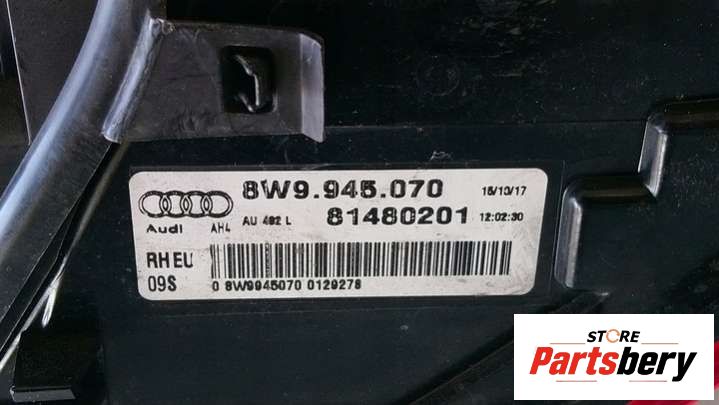 8W9.945.070 16/10/17
Audi AH4 AU 492 L 81480201 12:02:30
RH EU
09S 0 8W9945070 0129278
STORE
Partsbery